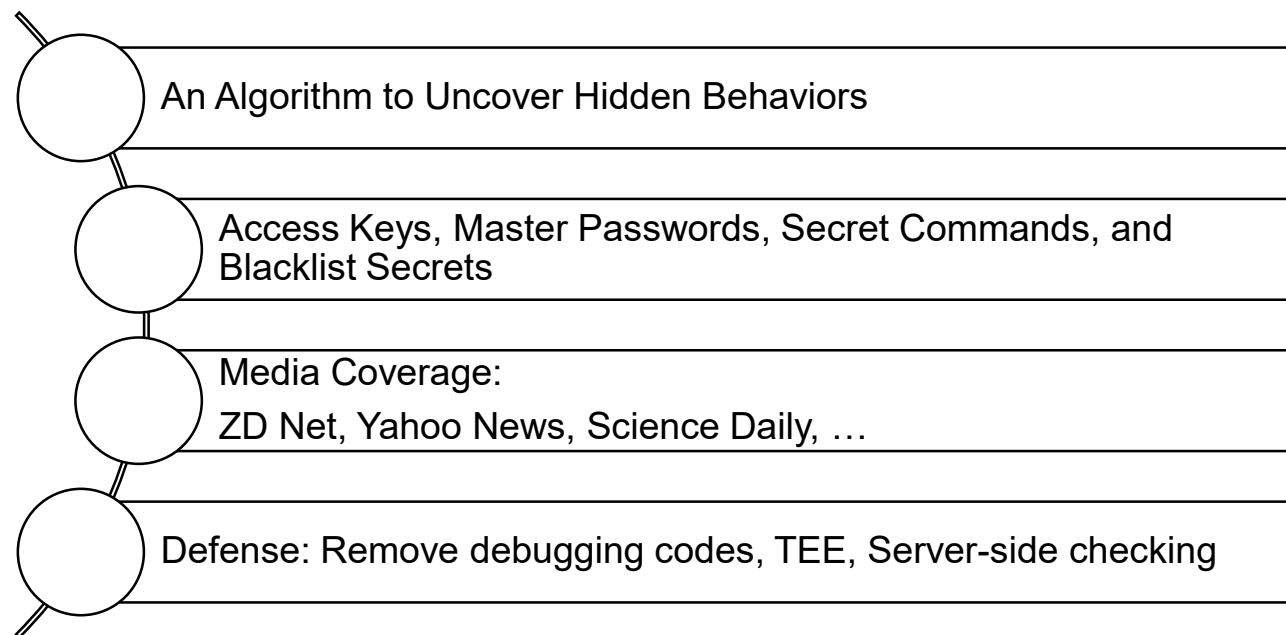 An Algorithm to Uncover Hidden Behaviors
Access Keys, Master Passwords, Secret Commands, and
Blacklist Secrets
Media Coverage:
ZD Net, Yahoo News, Science Daily, …
Defense: Remove debugging codes, TEE, Server-side checking